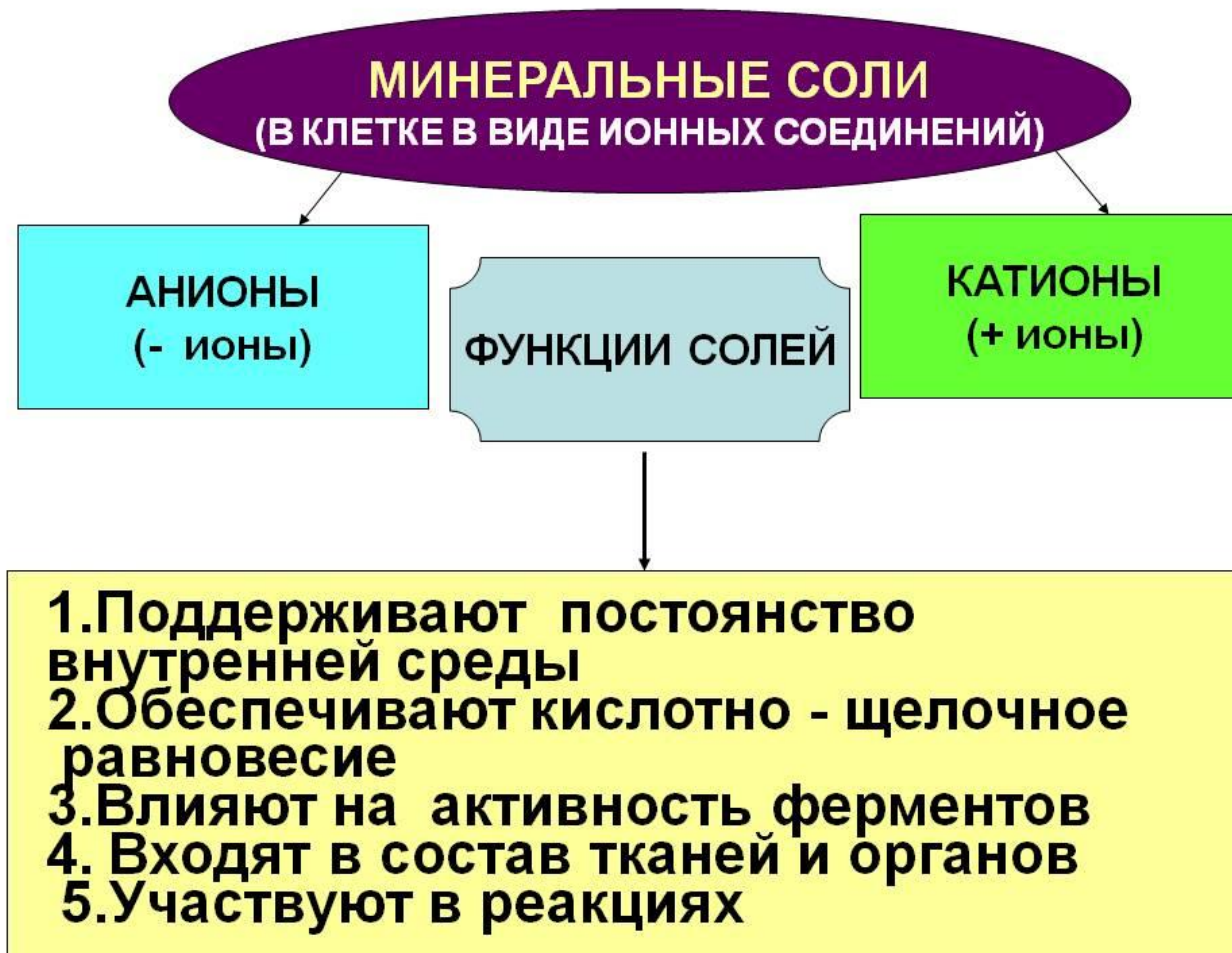 МИНЕРАЛЬНЫЕ СОЛИ
(В КЛЕТКЕ В ВИДЕ ИОННЫХ СОЕДИНЕНИЙ)
АНИОНЫ
(- ионы)
ФУНКЦИИ СОЛЕЙ
КАТИОНЫ
(+ ионы)
1.Поддерживают постоянство
внутренней среды
2.Обеспечивают кислотно - щелочное
равновесие
3.Влияют на активность ферментов
4. Входят в состав тканей и органов
5.Участвуют в реакциях